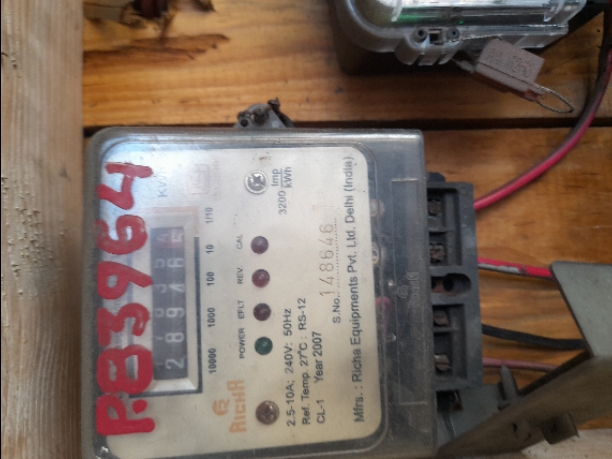 P.83964
KWh
28946
10000 1000 100 10 1/10
POWER EFLT REV. CAL
3200 Imp/kWh
RICHA
2.5-10A; 240V; 50Hz
Ref. Temp. 27°C : RS-12
CL-1 Year 2007
S.No. 148646
Mfrs. : Richa Equipments Pvt. Ltd. Delhi (India)